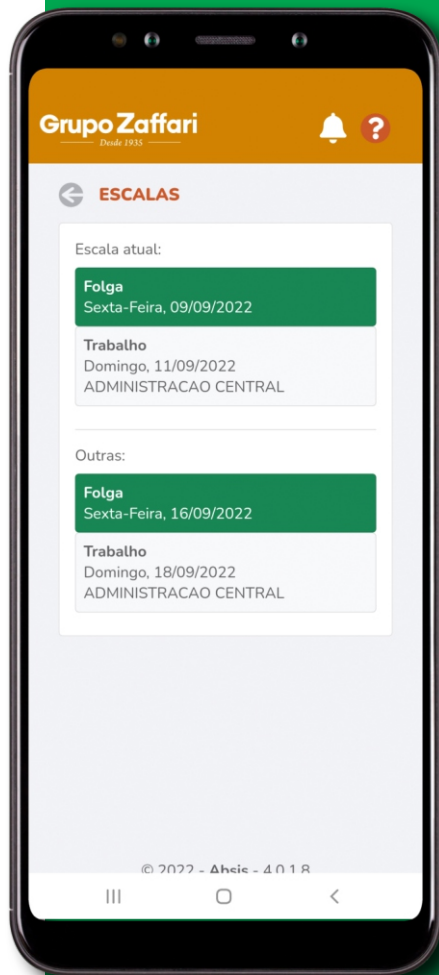 Grupo Zaffari
Desde 1935
?
ESCALAS
Escala atual:
Folga
Sexta-Feira, 09/09/2022
Trabalho
Domingo, 11/09/2022
ADMINISTRACAO CENTRAL
Outras:
Folga
Sexta-Feira, 16/09/2022
Trabalho
Domingo, 18/09/2022
ADMINISTRACAO CENTRAL
© 2022 - Absis - 4.0.1.8